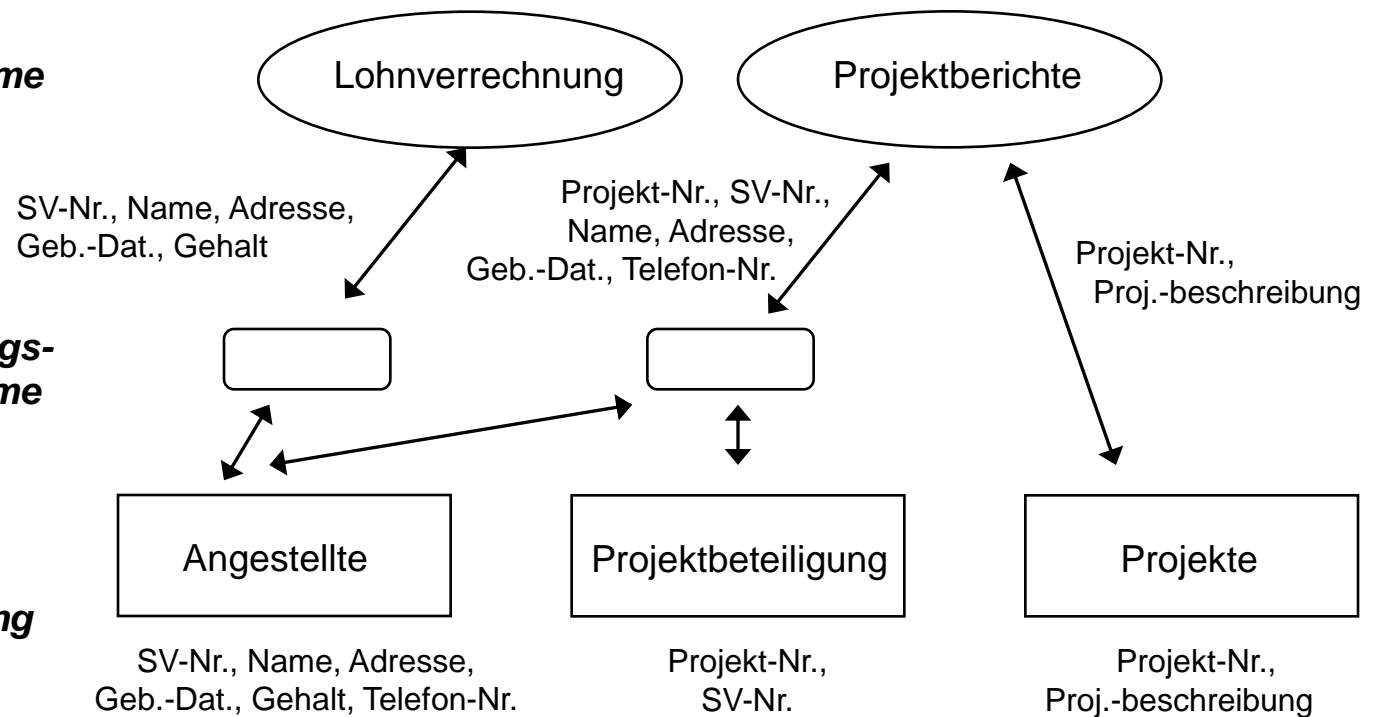 me
Lohnverrechnung
Projektberichte
SV-Nr., Name, Adresse,
Geb.-Dat., Gehalt
Projekt-Nr., SV-Nr.,
Name, Adresse,
Geb.-Dat., Telefon-Nr.
Projekt-Nr.,
Proj.-beschreibung
gs-
me
Angestellte
Projektbeteiligung
Projekte
ng
SV-Nr., Name, Adresse,
Geb.-Dat., Gehalt, Telefon-Nr.
Projekt-Nr.,
SV-Nr.
Projekt-Nr.,
Proj.-beschreibung